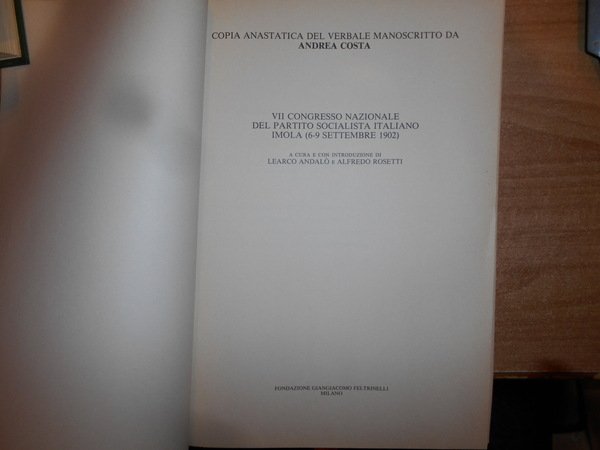 COPIA ANASTATICA DEL VERBALE MANOSCRITTO DA
ANDREA COSTA
VII CONGRESSO NAZIONALE
DEL PARTITO SOCIALISTA ITALIANO
IMOLA (6-9 SETTEMBRE 1902)
A CURA E CON INTRODUZIONE DI
LEARCO ANDALÒ E ALFREDO ROSETTI
FONDAZIONE GIANGIACOMO FELTRINELLI
MILANO